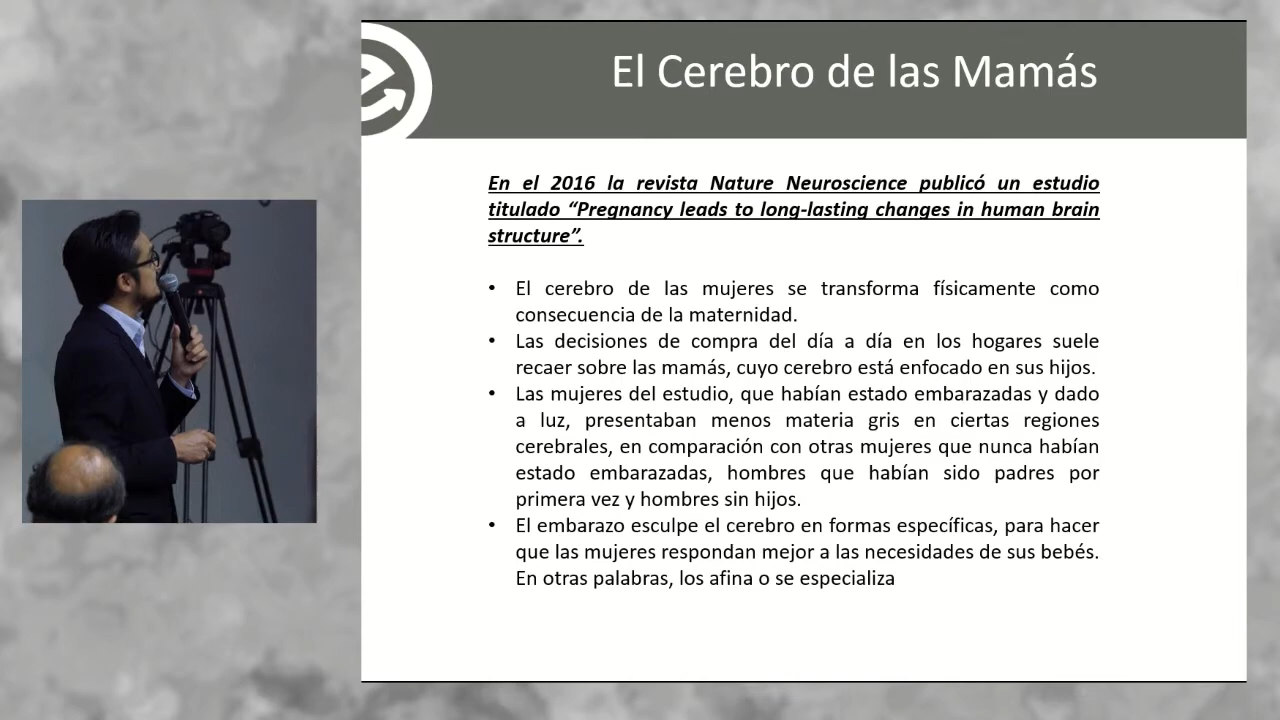 El Cerebro de las Mamás
En el 2016 la revista Nature Neuroscience publicó un estudio
titulado “Pregnancy leads to long-lasting changes in human brain
structure”.
• El cerebro de las mujeres se transforma físicamente como
consecuencia de la maternidad.
• Las decisiones de compra del día a día en los hogares suele
recaer sobre las mamás, cuyo cerebro está enfocado en sus hijos.
• Las mujeres del estudio, que habían estado embarazadas y dado
a luz, presentaban menos materia gris en ciertas regiones
cerebrales, en comparación con otras mujeres que nunca habían
estado embarazadas, hombres que habían sido padres por
primera vez y hombres sin hijos.
• El embarazo esculpe el cerebro en formas específicas, para hacer
que las mujeres respondan mejor a las necesidades de sus bebés.
En otras palabras, los afina o se especializa